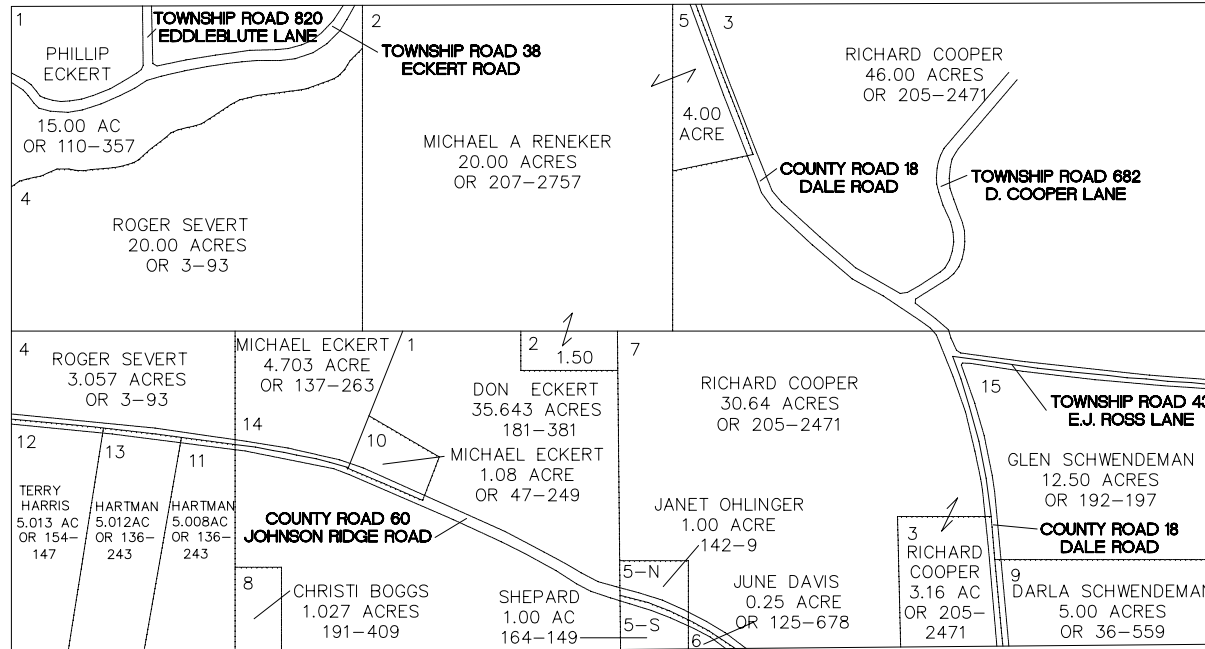 1
TOWNSHIP ROAD 820
EDDLEBLUTE LANE
PHILLIP
ECKERT
15.00 AC
OR 110-357
2
TOWNSHIP ROAD 38
ECKERT ROAD
MICHAEL A RENEKER
20.00 ACRES
OR 207-2757
5
4.00
ACRE
3
RICHARD COOPER
46.00 ACRES
OR 205-2471
COUNTY ROAD 18
DALE ROAD
TOWNSHIP ROAD 682
D. COOPER LANE
4
ROGER SEVERT
20.00 ACRES
OR 3-93
4
ROGER SEVERT
3.057 ACRES
OR 3-93
MICHAEL ECKERT
4.703 ACRE
OR 137-263
14
1
2
1.50
DON ECKERT
35.643 ACRES
181-381
10
MICHAEL ECKERT
1.08 ACRE
OR 47-249
7
RICHARD COOPER
30.64 ACRES
OR 205-2471
15
TOWNSHIP ROAD 43
E.J. ROSS LANE
GLEN SCHWENDEMAN
12.50 ACRES
OR 192-197
COUNTY ROAD 18
DALE ROAD
12
TERRY
HARRIS
5.013 AC
OR 154-
147
13
HARTMAN
5.012AC
OR 136-
243
11
HARTMAN
5.008AC
OR 136-
243
COUNTY ROAD 60
JOHNSON RIDGE ROAD
8
CHRISTI BOGGS
1.027 ACRES
191-409
SHEPARD
1.00 AC
164-149
JANET OHLINGER
1.00 ACRE
142-9
5-N
5-S
6
JUNE DAVIS
0.25 ACRE
OR 125-678
3
RICHARD
COOPER
3.16 AC
OR 205-
2471
9
DARLA SCHWENDEMAN
5.00 ACRES
OR 36-559